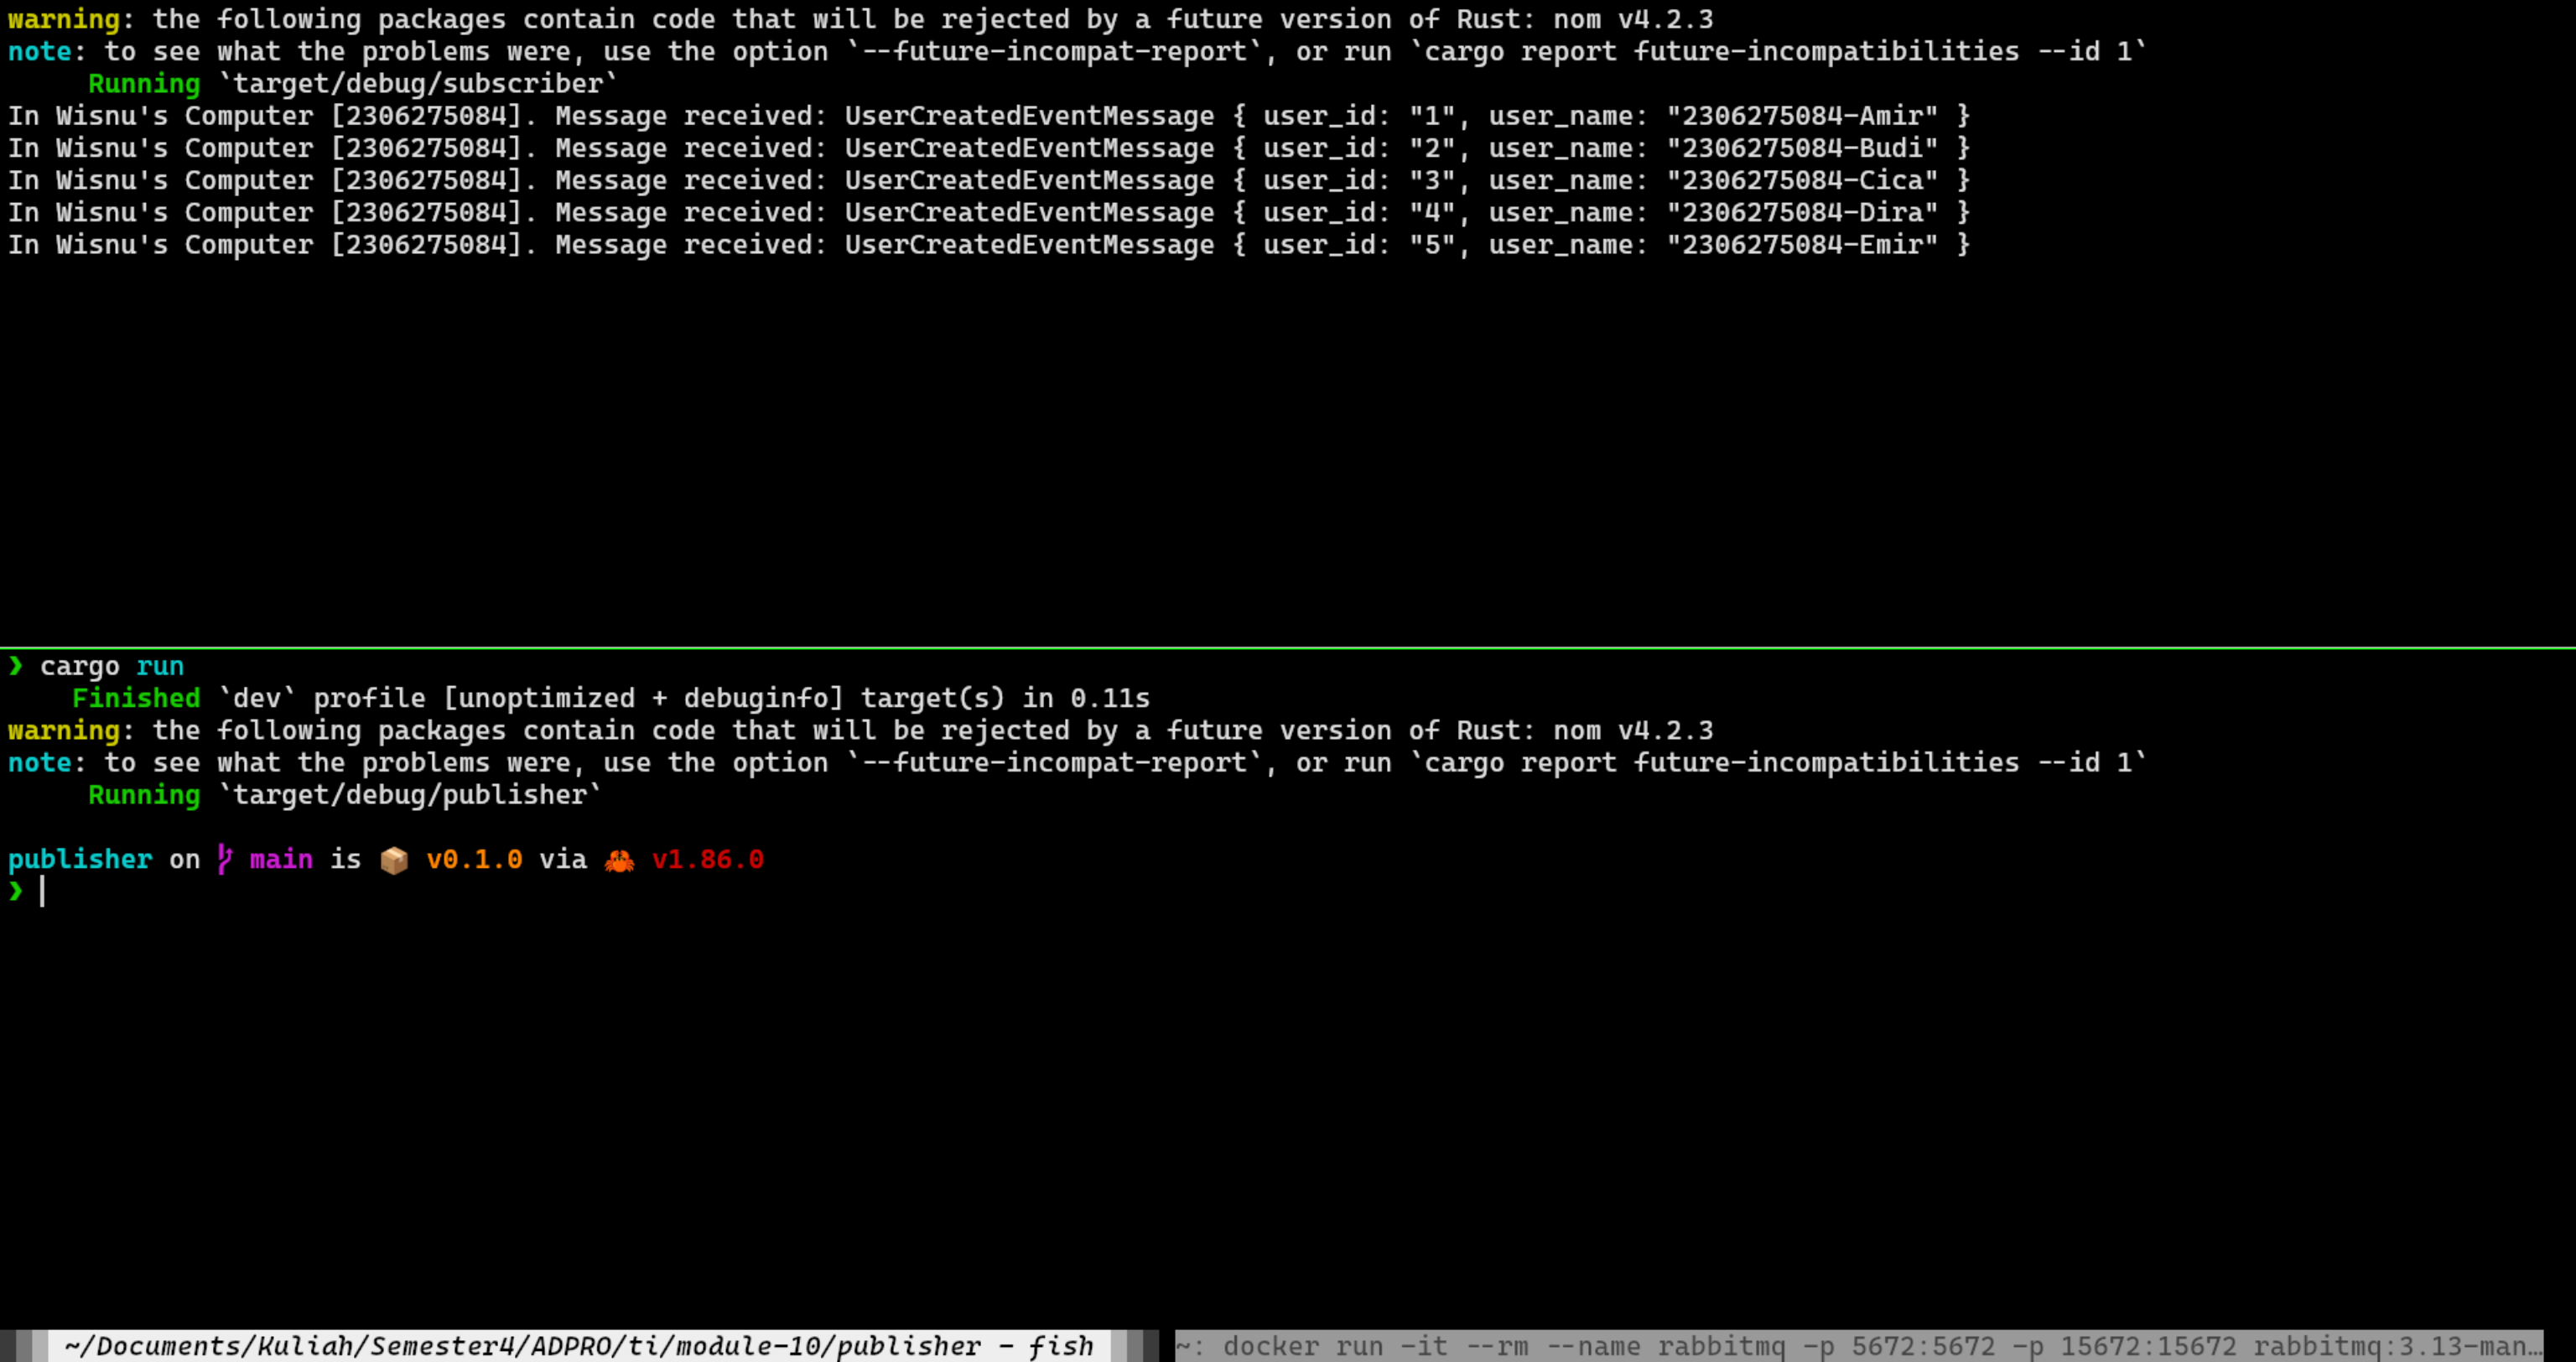 warning: the following packages contain code that will be rejected by a future version of Rust: nom v4.2.3
note: to see what the problems were, use the option `--future-incompat-report`, or run `cargo report future-incompatibilities --id 1`
     Running `target/debug/subscriber`
In Wisnu's Computer [2306275084]. Message received: UserCreatedEventMessage { user_id: "1", user_name: "2306275084-Amir" }
In Wisnu's Computer [2306275084]. Message received: UserCreatedEventMessage { user_id: "2", user_name: "2306275084-Budi" }
In Wisnu's Computer [2306275084]. Message received: UserCreatedEventMessage { user_id: "3", user_name: "2306275084-Cica" }
In Wisnu's Computer [2306275084]. Message received: UserCreatedEventMessage { user_id: "4", user_name: "2306275084-Dira" }
In Wisnu's Computer [2306275084]. Message received: UserCreatedEventMessage { user_id: "5", user_name: "2306275084-Emir" }
❯ cargo run
    Finished `dev` profile [unoptimized + debuginfo] target(s) in 0.11s
warning: the following packages contain code that will be rejected by a future version of Rust: nom v4.2.3
note: to see what the problems were, use the option `--future-incompat-report`, or run `cargo report future-incompatibilities --id 1`
     Running `target/debug/publisher`
publisher on main is 📦 v0.1.0 via 🦀 v1.86.0
❯
~/Documents/Kuliah/Semester4/ADPRO/ti/module-10/publisher - fish
~: docker run -it --rm --name rabbitmq -p 5672:5672 -p 15672:15672 rabbitmq:3.13-man…